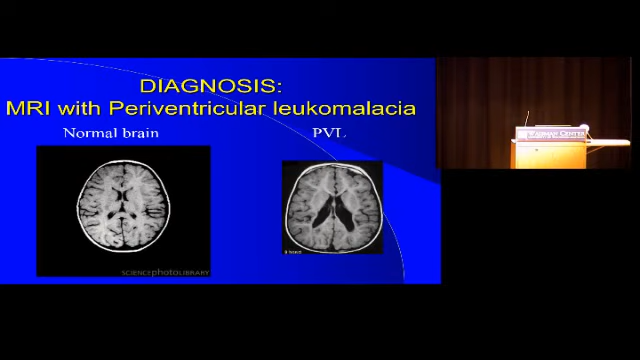 DIAGNOSIS:
MRI with Periventricular leukomalacia
Normal brain
PVL
SCIENCEphotoLIBRARY